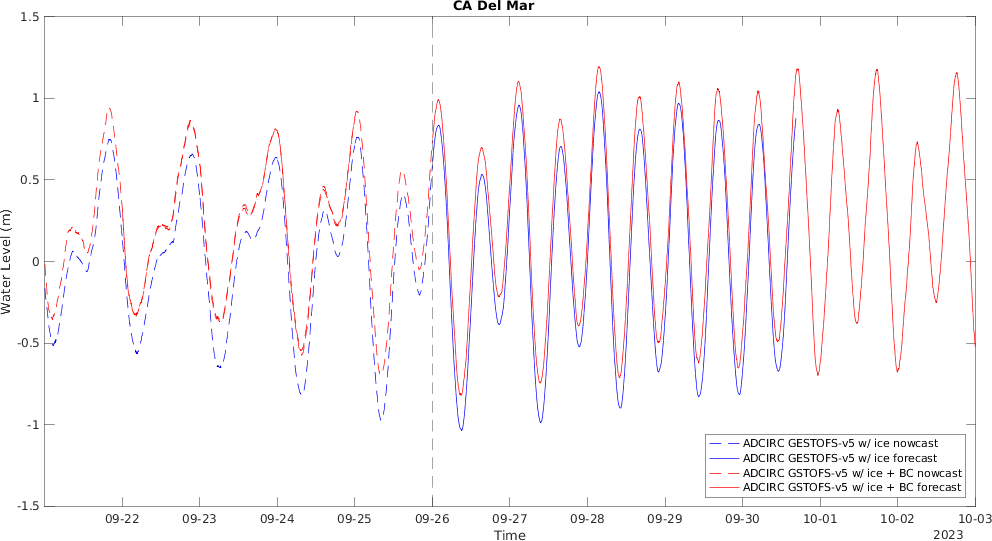 CA Del Mar
1.5
1
0.5
0
-0.5
-1
-1.5
Water Level (m)
09-22 09-23 09-24 09-25 09-26 09-27 09-28 09-29 09-30 10-01 10-02 10-03
Time
2023
ADCIRC GESTOFS-v5 w/ ice nowcast
ADCIRC GESTOFS-v5 w/ ice forecast
ADCIRC GSTOFS-v5 w/ ice + BC nowcast
ADCIRC GSTOFS-v5 w/ ice + BC forecast